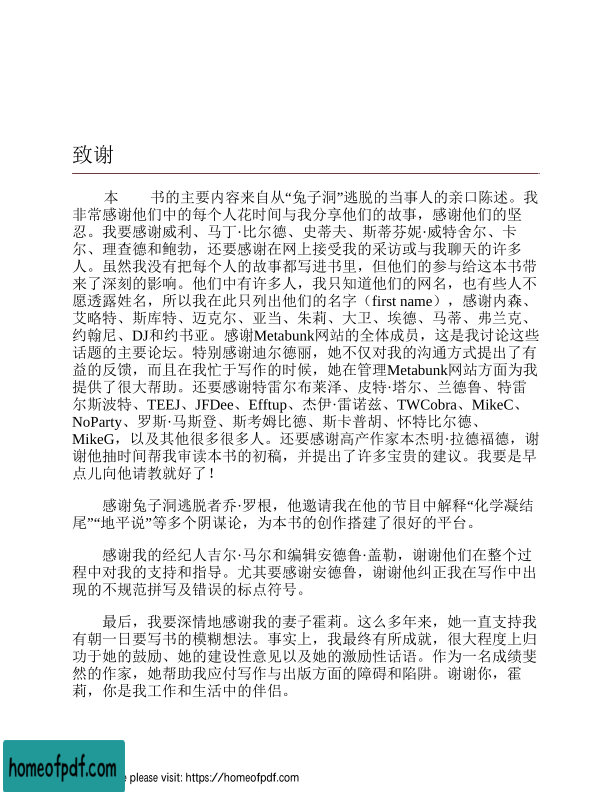 致谢
本 书的主要内容来自从“兔子洞”逃脱的当事人的亲口陈述。我
非常感谢他们中的每个人花时间与我分享他们的故事，感谢他们的坚
忍。我要感谢威利、马丁·比尔德、史蒂夫、斯蒂芬妮·威特舍尔、卡
尔、理查德和鲍勃，还要感谢在网上接受我的采访或与我聊天的许多
人。虽然我没有把每个人的故事都写进书里，但他们的参与给这本书带
来了深刻的影响。他们中有许多人，我只知道他们的网名，也有些人不
愿透露姓名，所以我在此只列出他们的名字（first name），感谢内森、
艾略特、斯库特、迈克尔、亚当、朱莉、大卫、埃德、马蒂、弗兰克、
约翰尼、DJ和约书亚。感谢Metabunk网站的全体成员，这是我讨论这些
话题的主要论坛。特别感谢迪尔德丽，她不仅对我的沟通方式提出了有
益的反馈，而且在我忙于写作的时候，她在管理Metabunk网站方面为我
提供了很大帮助。还要感谢特雷尔布莱泽、皮特·塔尔、兰德鲁、特雷
尔斯波特、TEEJ、JFDee、Efftup、杰伊·雷诺兹、TWCobra、MikeC、
NoParty、罗斯·马斯登、斯考姆比德、斯卡普胡、怀特比尔德、
MikeG，以及其他很多很多人。还要感谢高产作家本杰明·拉德福德，谢
谢他抽时间帮我审读本书的初稿，并提出了许多宝贵的建议。我要是早
点儿向他请教就好了！
感谢兔子洞逃脱者乔·罗根，他邀请我在他的节目中解释“化学凝结
尾”“地平说”等多个阴谋论，为本书的创作搭建了很好的平台。
感谢我的经纪人吉尔·马尔和编辑安德鲁·盖勒，谢谢他们在整个过
程中对我的支持和指导。尤其要感谢安德鲁，谢谢他纠正我在写作中出
现的不规范拼写及错误的标点符号。
最后，我要深情地感谢我的妻子霍莉。这么多年来，她一直支持我
有朝一日要写书的模糊想法。事实上，我最终有所成就，很大程度上归
功于她的鼓励、她的建设性意见以及她的激励性话语。作为一名成绩斐
然的作家，她帮助我应付写作与出版方面的障碍和陷阱。谢谢你，霍
莉，你是我工作和生活中的伴侣。
homeofpdf.com
e please visit: https://homeofpdf.com